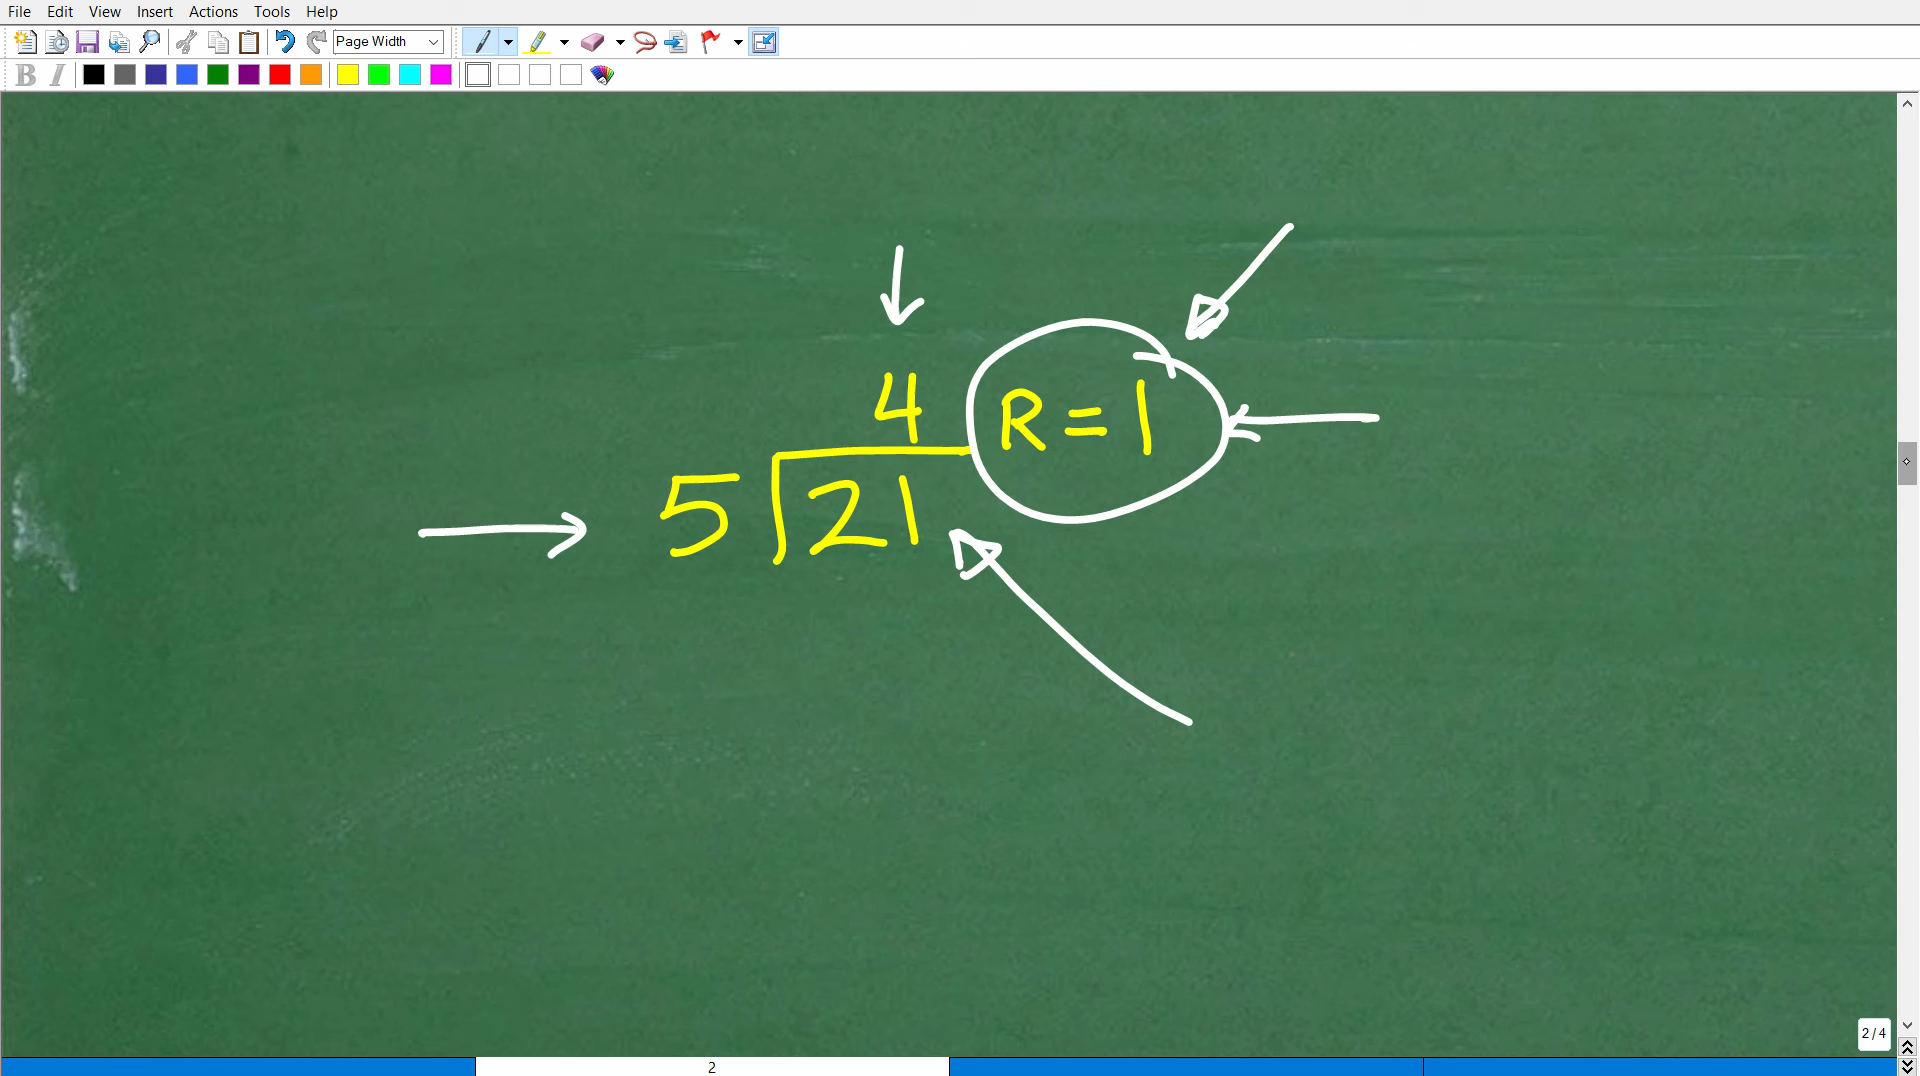 File Edit View Insert Actions Tools Help
Page Width
B I
4 R = 1
5 21
2 / 4
2